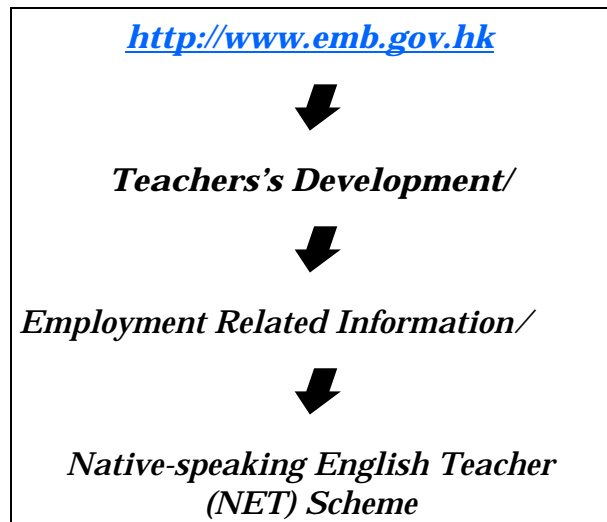 http://www.emb.gov.hk
Teachers's Development/
Employment Related Information/
Native-speaking English Teacher
(NET) Scheme